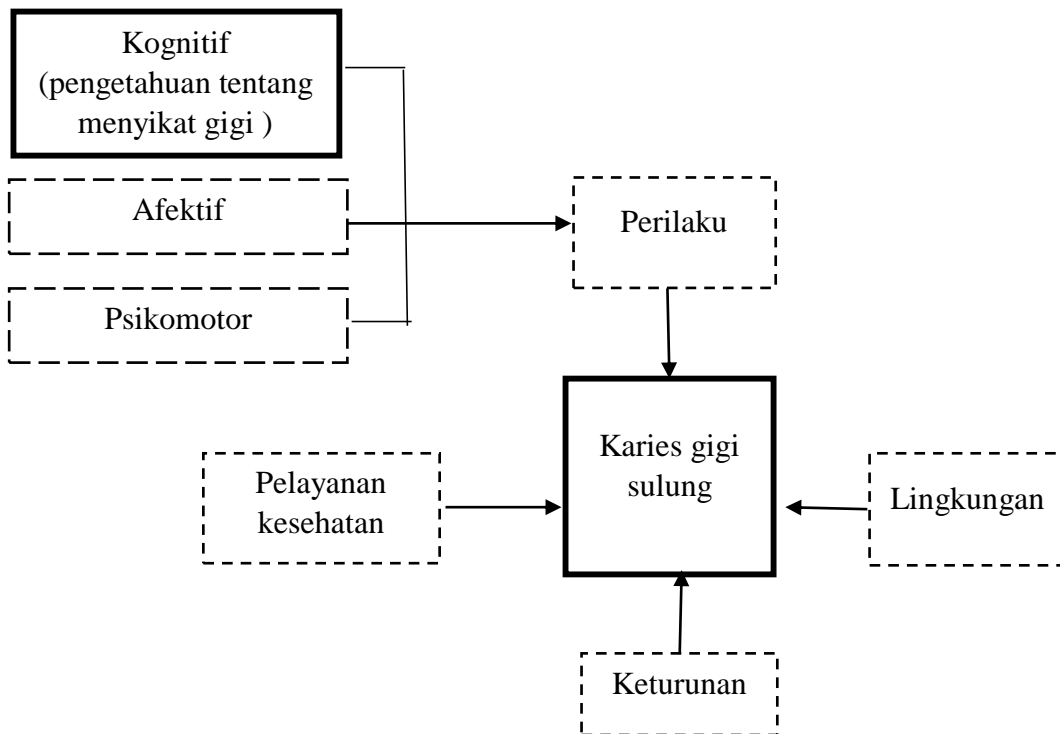 Kognitif
(pengetahuan tentang
menyikat gigi )
Afektif
Perilaku
Psikomotor
Karies gigi
sulung
Pelayanan
kesehatan
Lingkungan
Keturunan